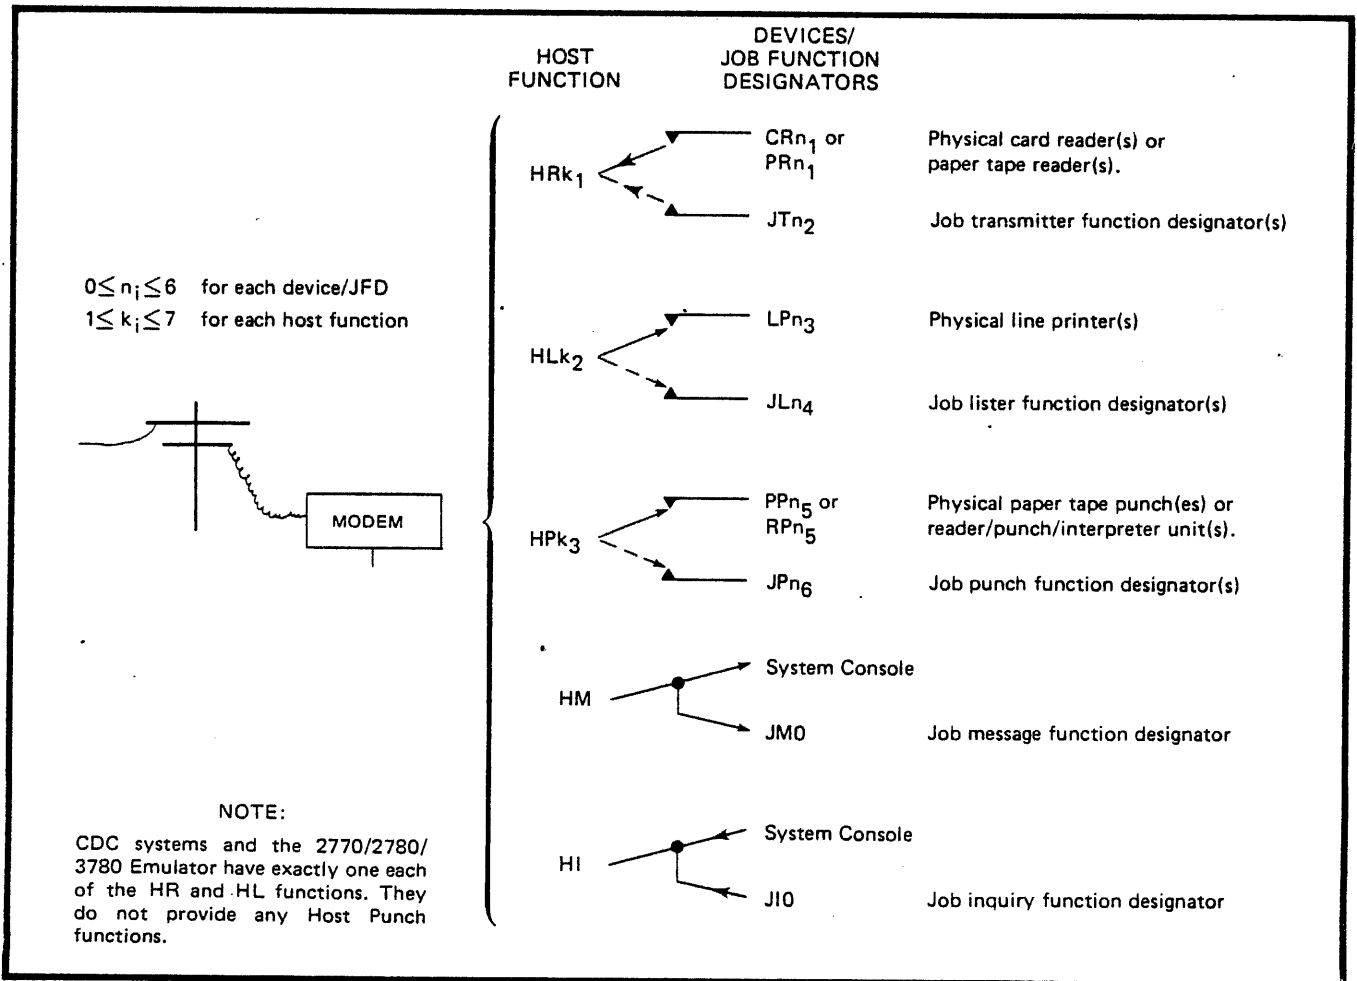 HOST
FUNCTION
DEVICES/
JOB FUNCTION
DESIGNATORS
HRk1
CRn1 or
PRn1
Physical card reader(s) or
paper tape reader(s).
JTn2
Job transmitter function designator(s)
0≤ ni ≤6 for each device/JFD
1≤ ki ≤7 for each host function
HLk2
LPn3
Physical line printer(s)
JLn4
Job lister function designator(s)
MODEM
HPk3
PPn5 or
RPn5
Physical paper tape punch(es) or
reader/punch/interpreter unit(s).
JPn6
Job punch function designator(s)
HM
System Console
JM0
Job message function designator
HI
System Console
JI0
Job inquiry function designator
NOTE:
CDC systems and the 2770/2780/
3780 Emulator have exactly one each
of the HR and HL functions. They
do not provide any Host Punch
functions.